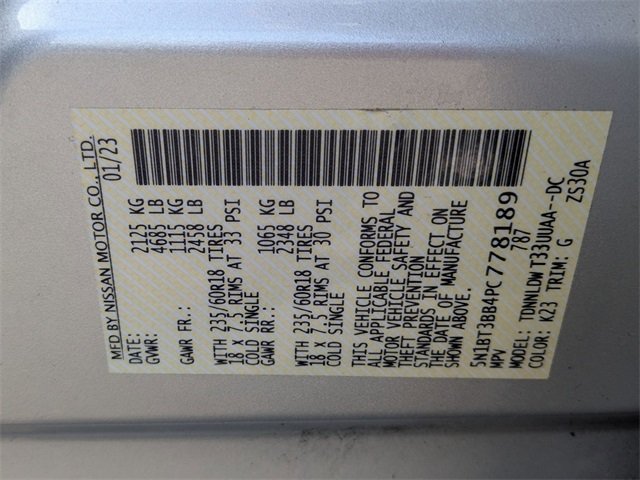 MFD BY NISSAN MOTOR CO., LTD.
DATE: 01/23
GVWR: 2125 KG
4685 LB
GAWR FR.: 1115 KG
2458 LB
WITH 235/60R18 TIRES
18 x 7.5 RIMS AT 33 PSI
COLD SINGLE
GAWR RR.: 1065 KG
2348 LB
WITH 235/60R18 TIRES
18 x 7.5 RIMS AT 30 PSI
COLD SINGLE
THIS VEHICLE CONFORMS TO
ALL APPLICABLE FEDERAL
MOTOR VEHICLE SAFETY AND
THEFT PREVENTION
STANDARDS IN EFFECT ON
THE DATE OF MANUFACTURE
SHOWN ABOVE.
5N1BT3BB4PC778189
MPV 787
TYPE: TDNNLDW T33UUAA--DC
COLOR: K23 TRIM: G ZS30A